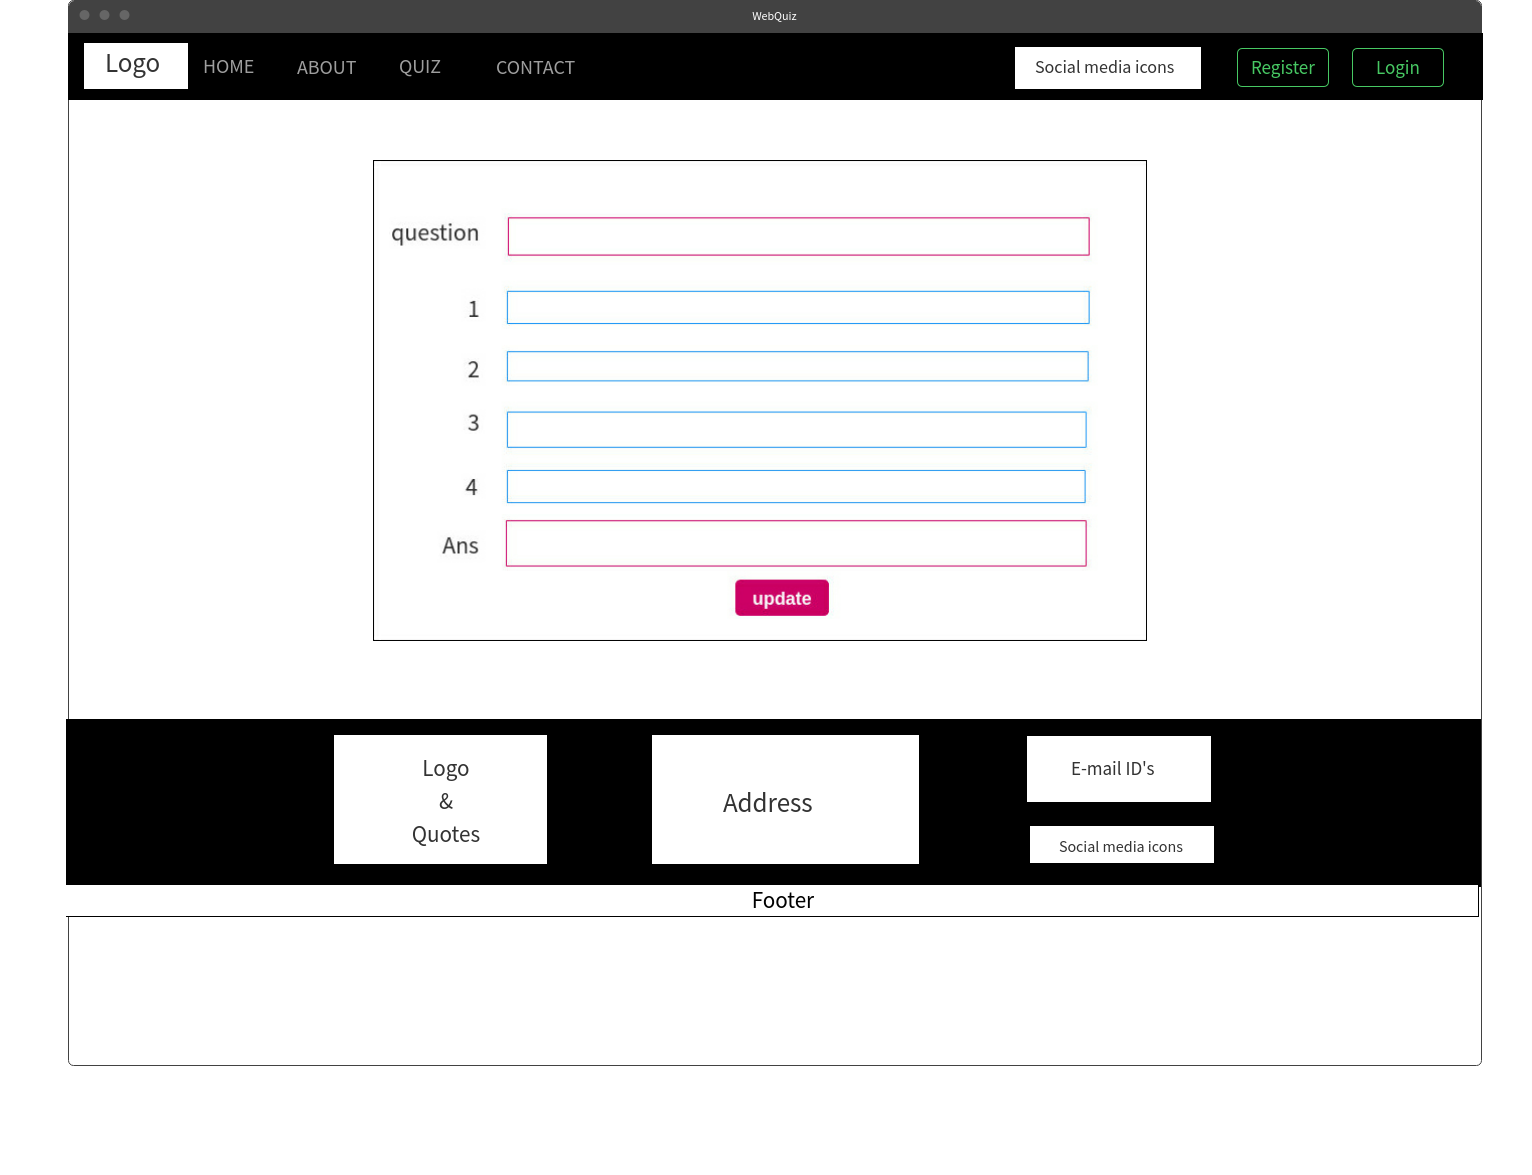 WebQuiz
Logo HOME ABOUT QUIZ CONTACT Social media icons Register Login
question
1
2
3
4
Ans
update
Logo
&
Quotes
Address
E-mail ID's
Social media icons
Footer